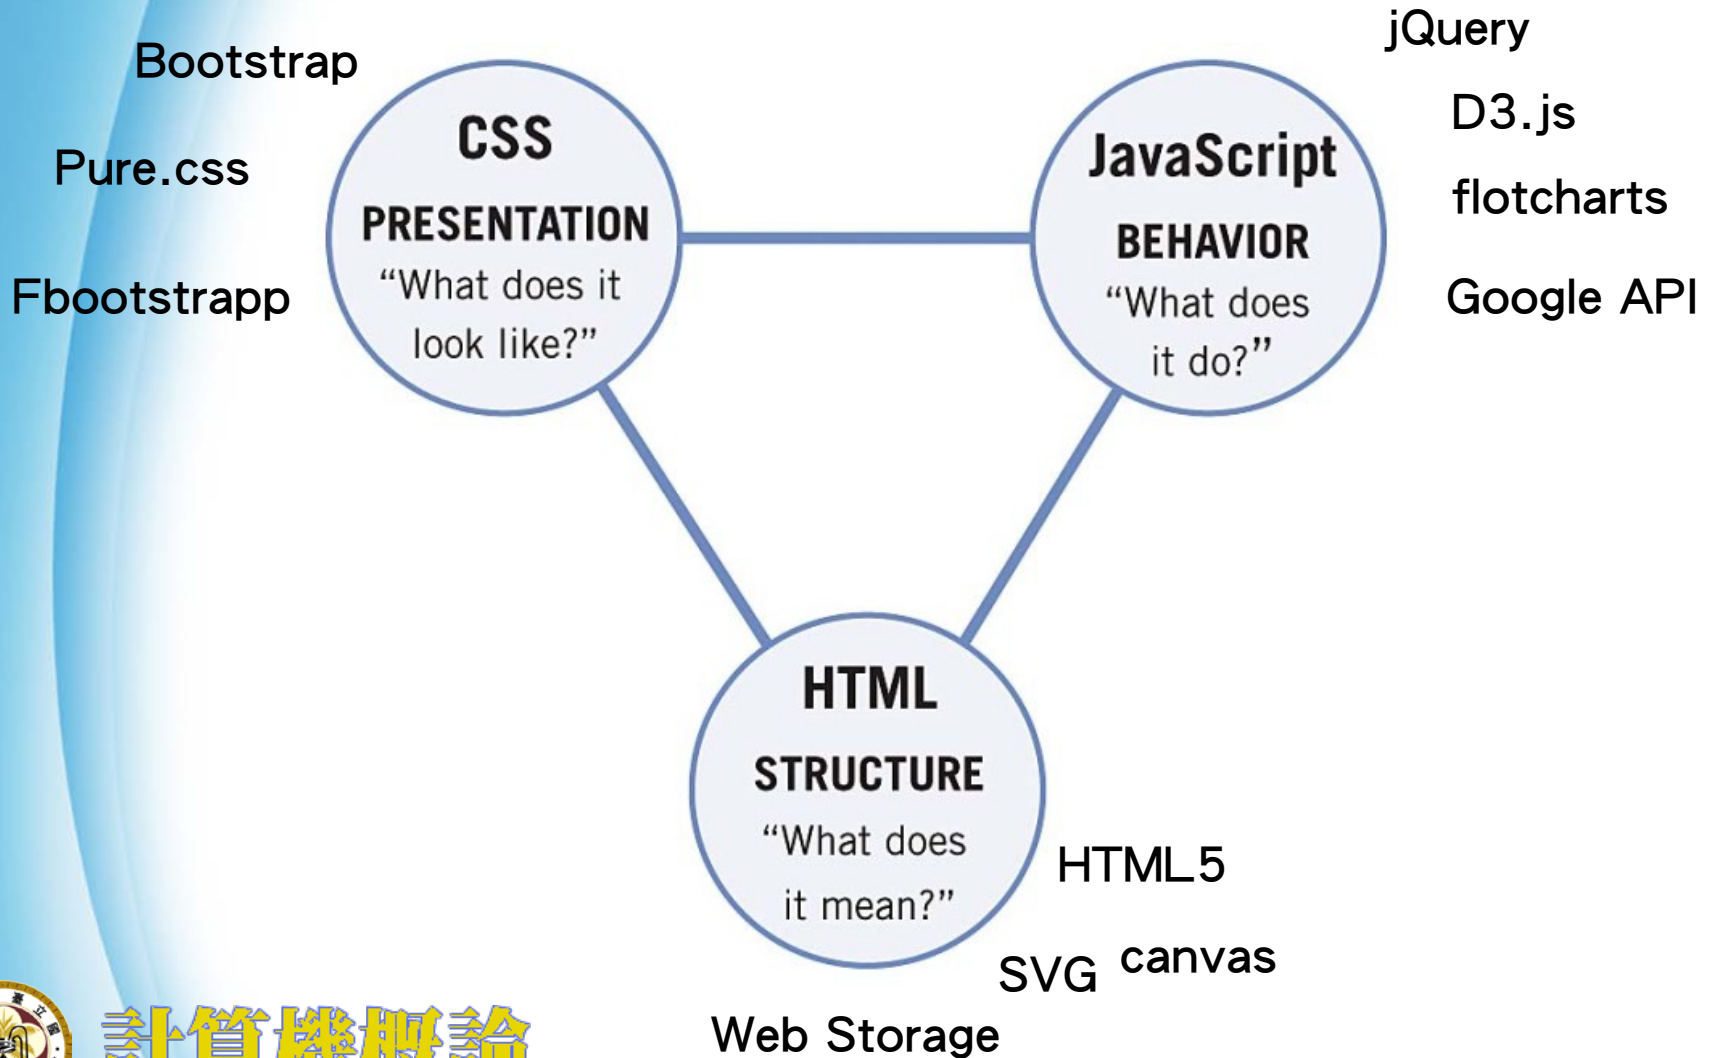 Bootstrap
Pure.css
Fbootstrapp
CSS
PRESENTATION
“What does it
look like?”
jQuery
D3.js
flotcharts
Google API
JavaScript
BEHAVIOR
“What does
it do?”
HTML
STRUCTURE
“What does
it mean?”
HTML5
SVG canvas
Web Storage
計算機概論